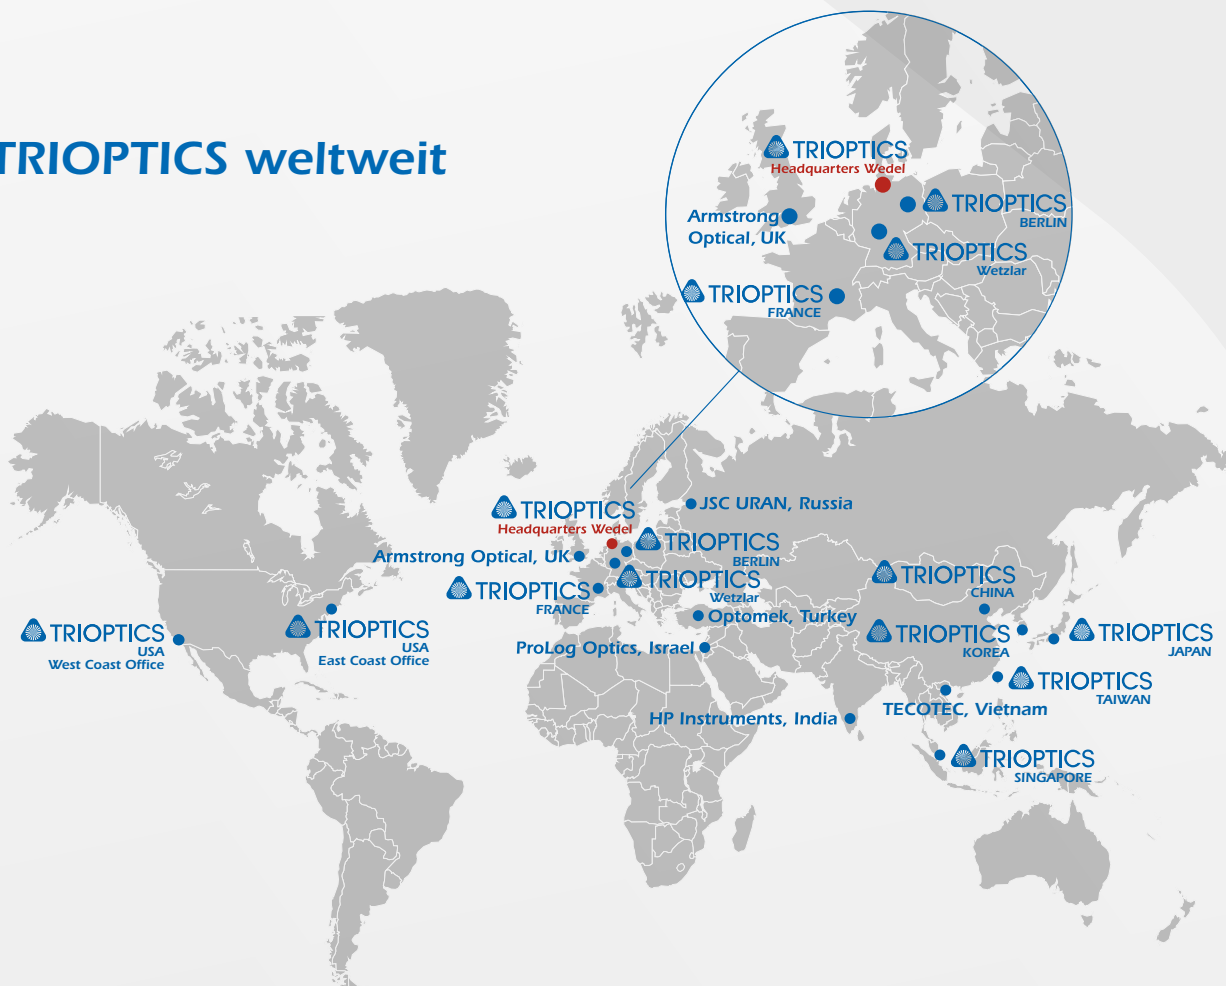 TRIOPTICS weltweit
TRIOPTICS
Headquarters Wedel
TRIOPTICS
BERLIN
Armstrong
Optical, UK
TRIOPTICS
Wetzlar
TRIOPTICS
FRANCE
JSC URAN, Russia
TRIOPTICS
Headquarters Wedel
TRIOPTICS
BERLIN
Armstrong Optical, UK
TRIOPTICS
Wetzlar
TRIOPTICS
FRANCE
TRIOPTICS
CHINA
Optomek, Turkey
TRIOPTICS
USA
West Coast Office
TRIOPTICS
USA
East Coast Office
ProLog Optics, Israel
TRIOPTICS
KOREA
TRIOPTICS
JAPAN
TRIOPTICS
TAIWAN
HP Instruments, India
TECOTEC, Vietnam
TRIOPTICS
SINGAPORE